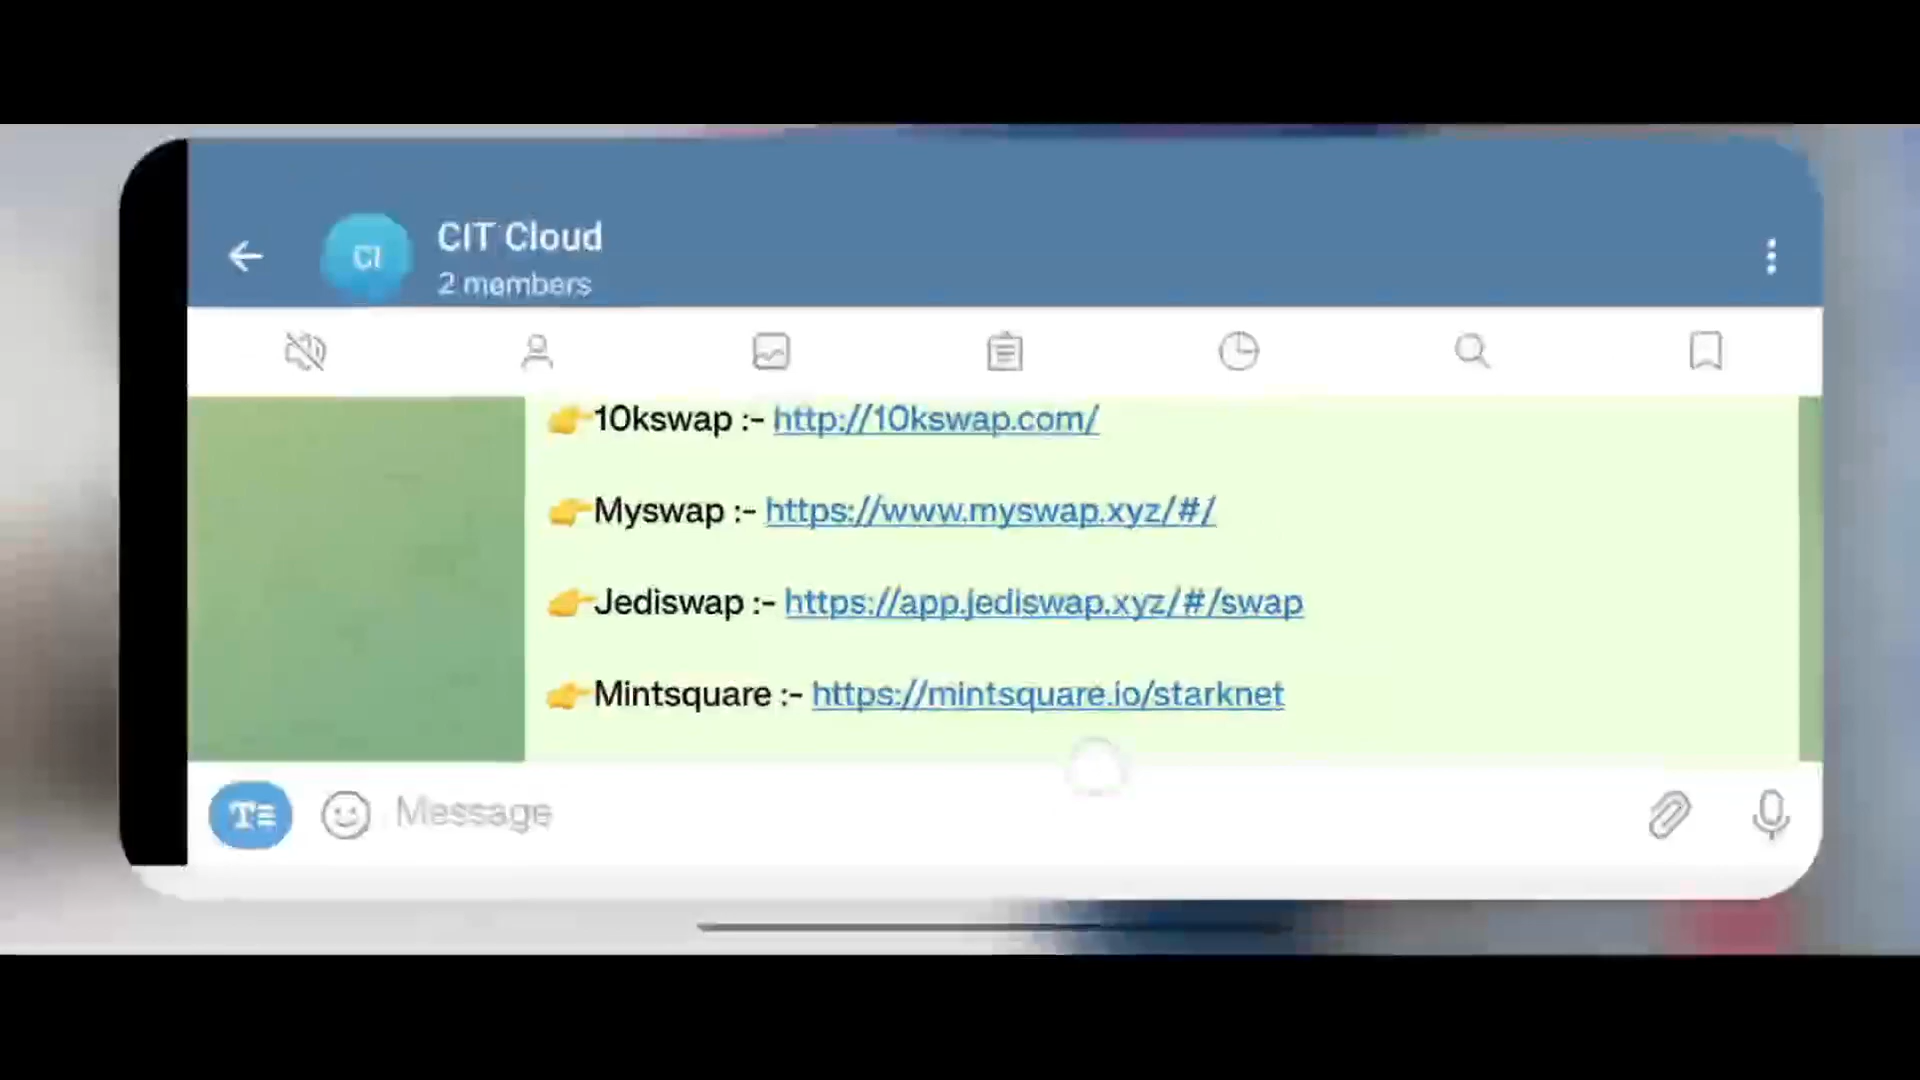 CIT Cloud
CI
2 members
👉10kswap :- http://10kswap.com/
👉Myswap :- https://www.myswap.xyz/#/
👉Jediswap :- https://app.jediswap.xyz/#/swap
👉Mintsquare :- https://mintsquare.io/starknet
T
Message